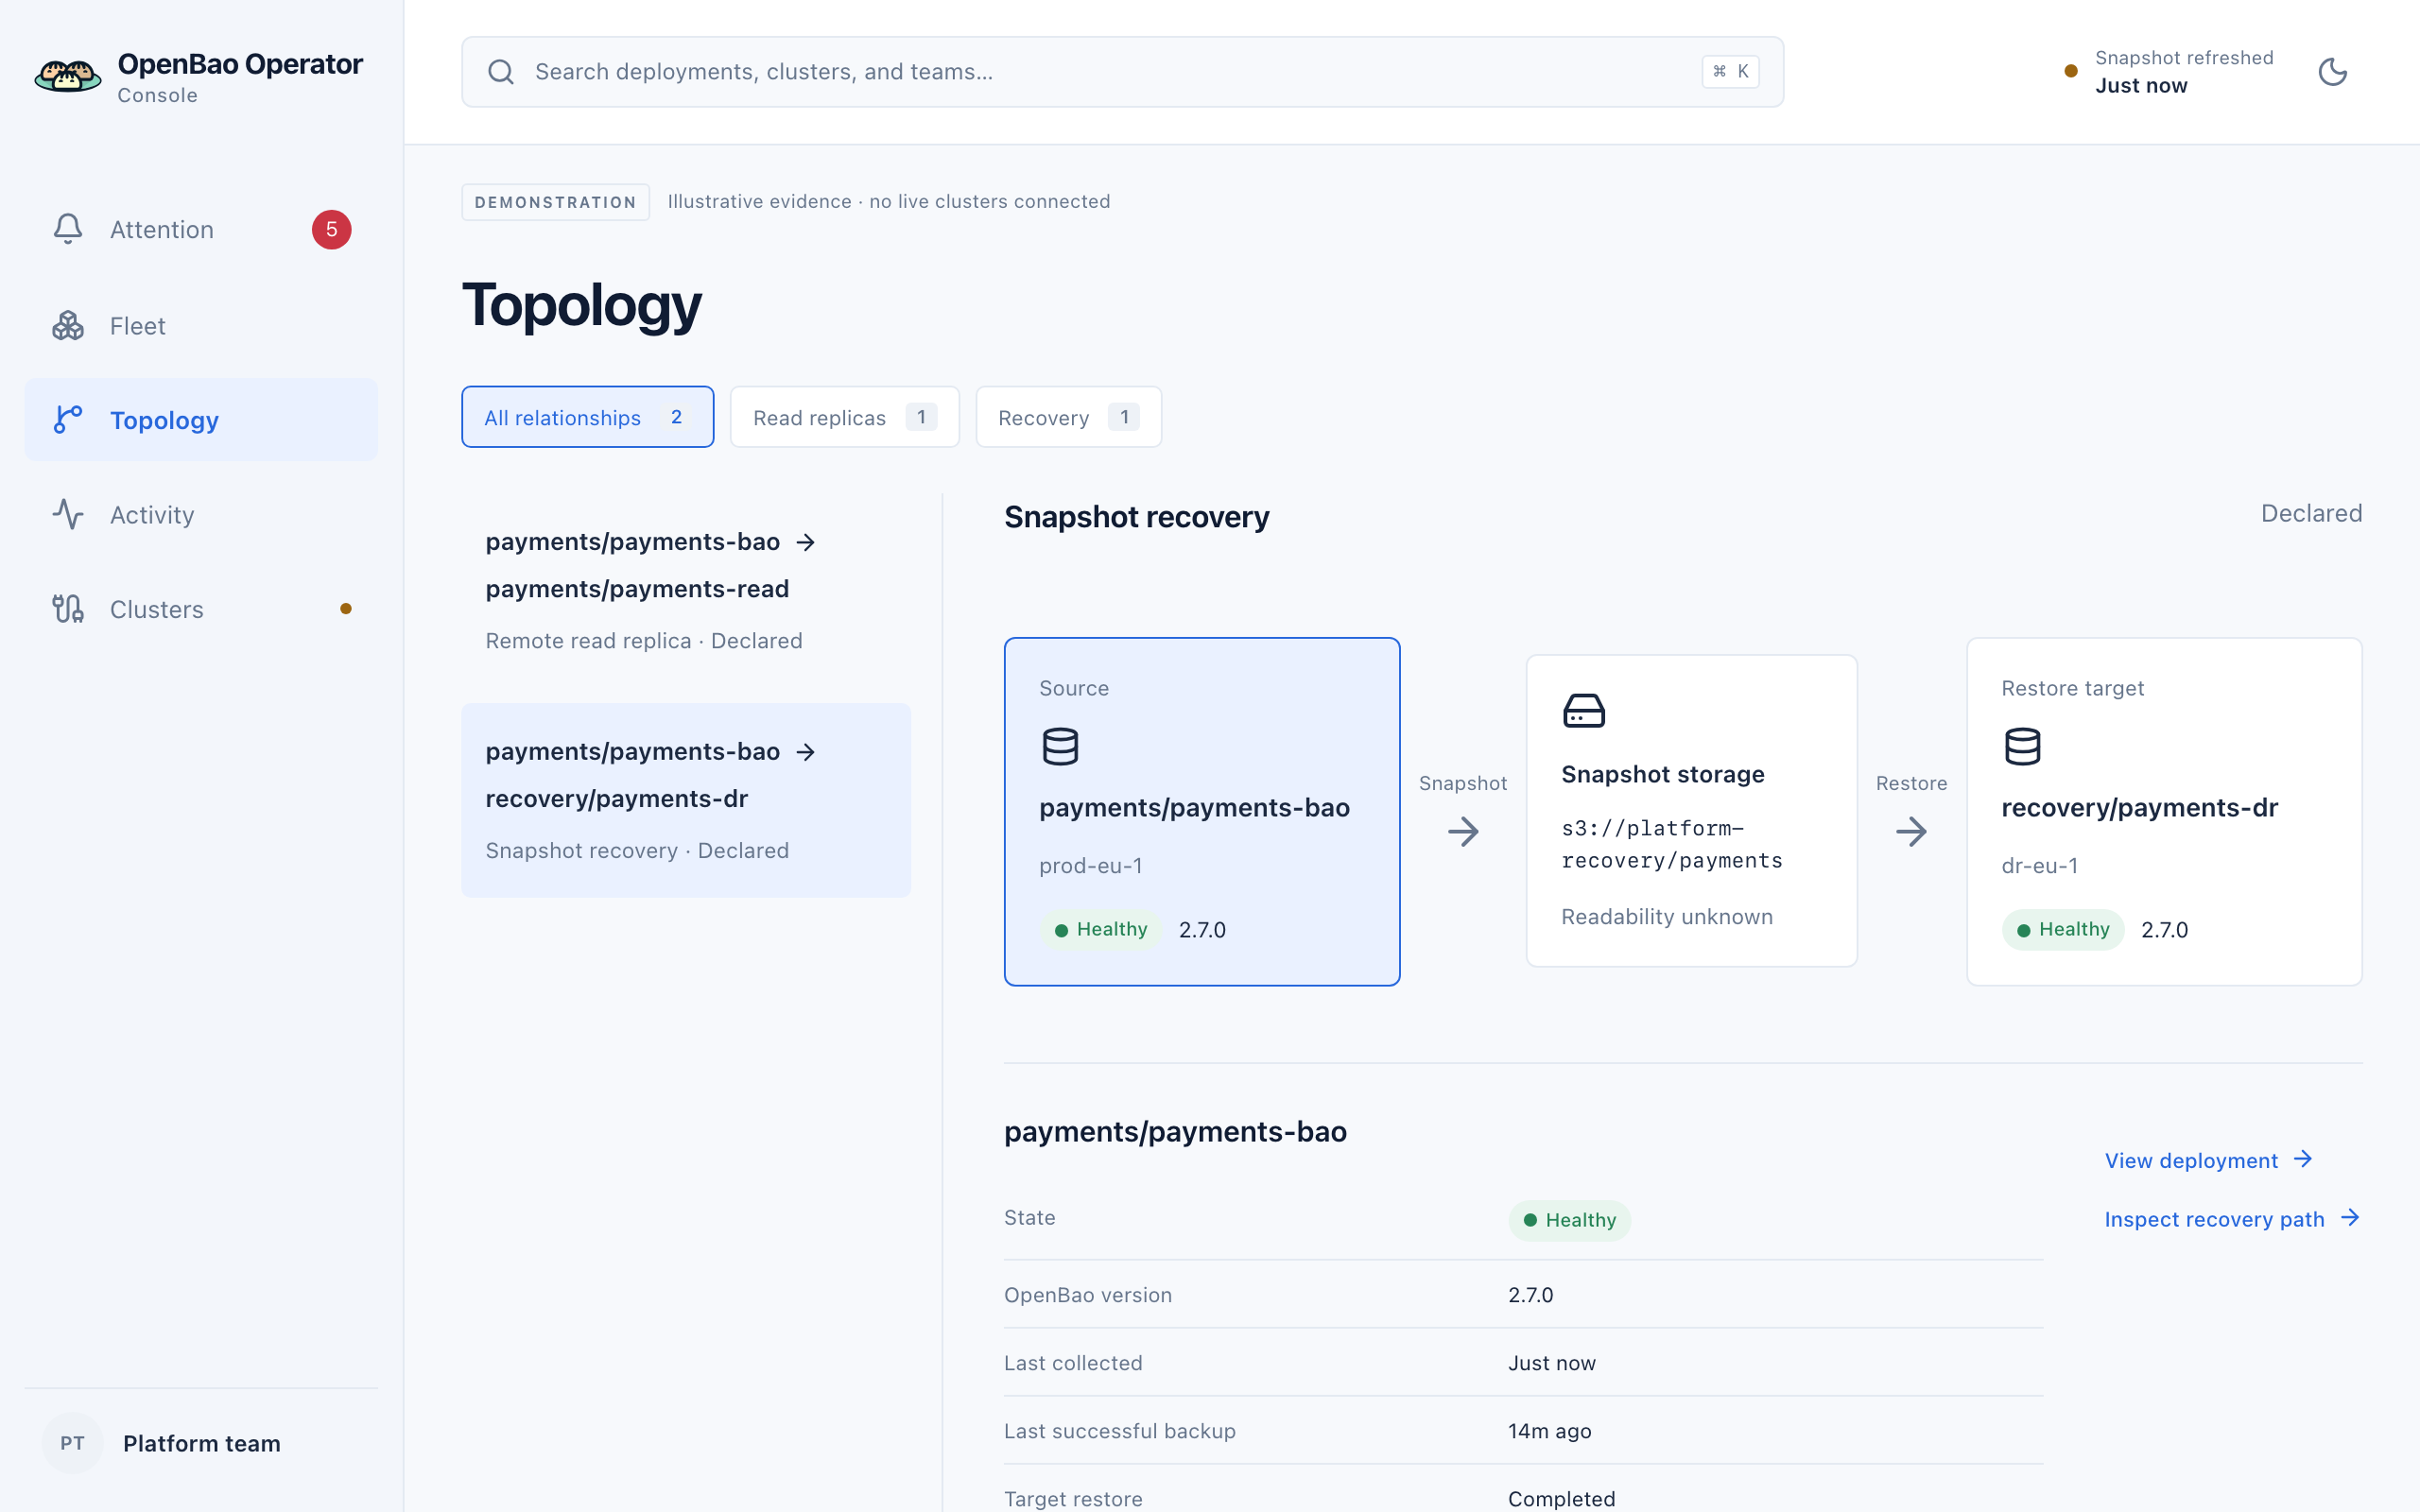 OpenBao Operator
Console
Search deployments, clusters, and teams...
⌘ K
Snapshot refreshed
Just now
Attention
5
Fleet
Topology
Activity
Clusters
PT
Platform team
DEMONSTRATION
Illustrative evidence · no live clusters connected
Topology
All relationships 2
Read replicas 1
Recovery 1
payments/payments-bao →
payments/payments-read
Remote read replica · Declared
payments/payments-bao →
recovery/payments-dr
Snapshot recovery · Declared
Snapshot recovery
Declared
Source
payments/payments-bao
prod-eu-1
Healthy 2.7.0
Snapshot
→
Snapshot storage
s3://platform-
recovery/payments
Readability unknown
Restore
→
Restore target
recovery/payments-dr
dr-eu-1
Healthy 2.7.0
payments/payments-bao
View deployment →
Inspect recovery path →
State Healthy
OpenBao version 2.7.0
Last collected Just now
Last successful backup 14m ago
Target restore Completed